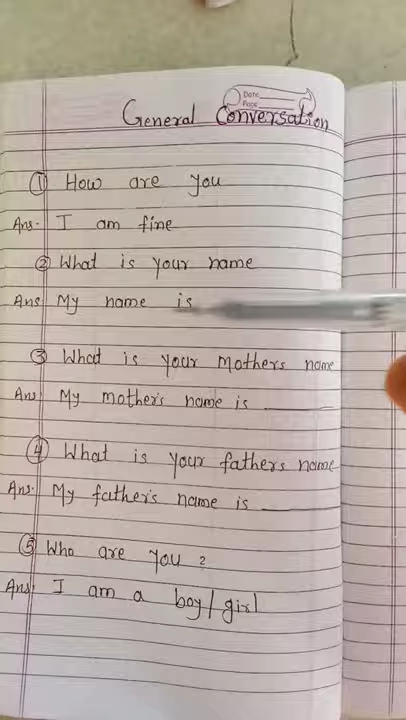 Date
Page
General Conversation
① How are you
Ans- I am fine
② What is your name
Ans My name is
③ What is your mothers name
Ans- My mother's name is ______
④ What is your fathers name
Ans- My father's name is ______
⑤ Who are you ?
Ans- I am a boy/girl